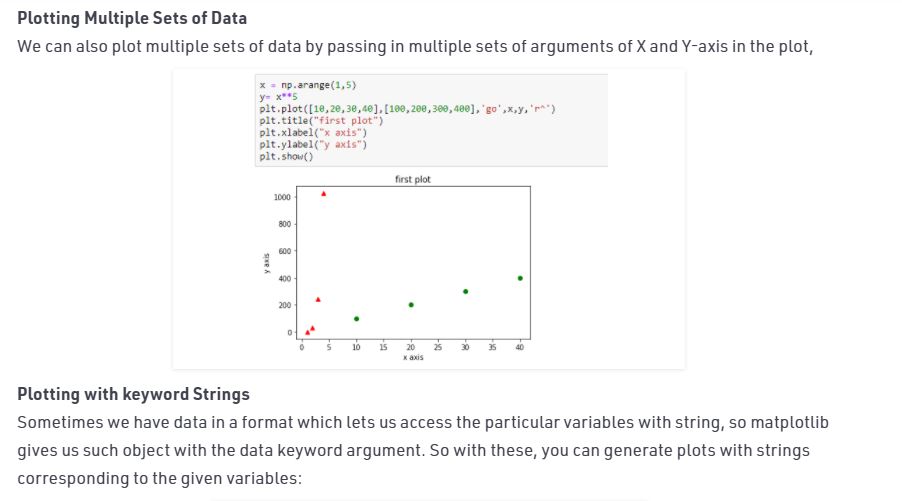 Plotting Multiple Sets of Data
We can also plot multiple sets of data by passing in multiple sets of arguments of X and Y-axis in the plot,
x = np.arange(1,5)
y= x**5
plt.plot([10,20,30,40],[100,200,300,400],'go',x,y,'r^')
plt.title("first plot")
plt.xlabel("x axis")
plt.ylabel("y axis")
plt.show()
first plot
1000
800
600
400
200
0
y axis
0 5 10 15 20 25 30 35 40
x axis
Plotting with keyword Strings
Sometimes we have data in a format which lets us access the particular variables with string, so matplotlib
gives us such object with the data keyword argument. So with these, you can generate plots with strings
corresponding to the given variables: